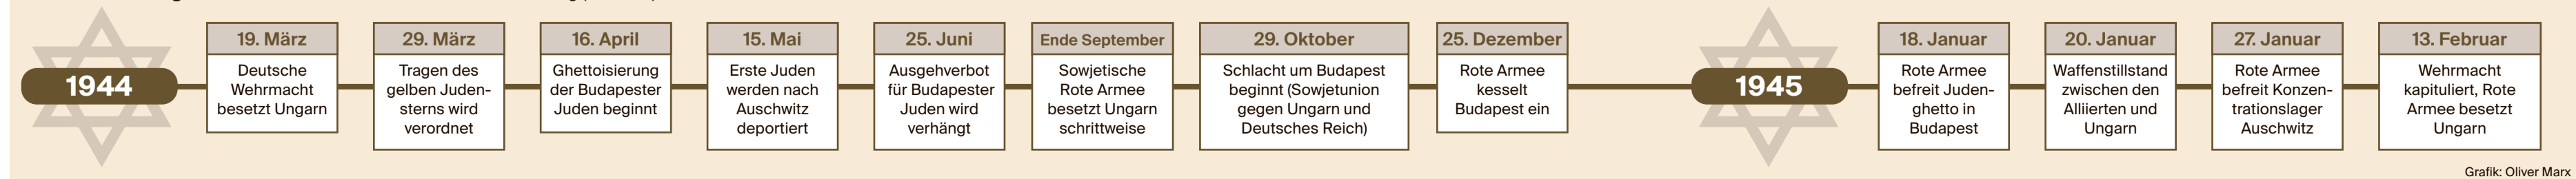 1944
19. März
Deutsche
Wehrmacht
besetzt Ungarn
29. März
Tragen des
gelben Juden-
sterns wird
verordnet
16. April
Ghettoisierung
der Budapester
Juden beginnt
15. Mai
Erste Juden
werden nach
Auschwitz
deportiert
25. Juni
Ausgehverbot
für Budapester
Juden wird
verhängt
Ende September
Sowjetische
Rote Armee
besetzt Ungarn
schrittweise
29. Oktober
Schlacht um Budapest
beginnt (Sowjetunion
gegen Ungarn und
Deutsches Reich)
25. Dezember
Rote Armee
kesselt
Budapest ein
1945
18. Januar
Rote Armee
befreit Juden-
ghetto in
Budapest
20. Januar
Waffenstillstand
zwischen den
Alliierten und
Ungarn
27. Januar
Rote Armee
befreit Konzen-
trationslager
Auschwitz
13. Februar
Wehrmacht
kapituliert, Rote
Armee besetzt
Ungarn
Grafik: Oliver Marx